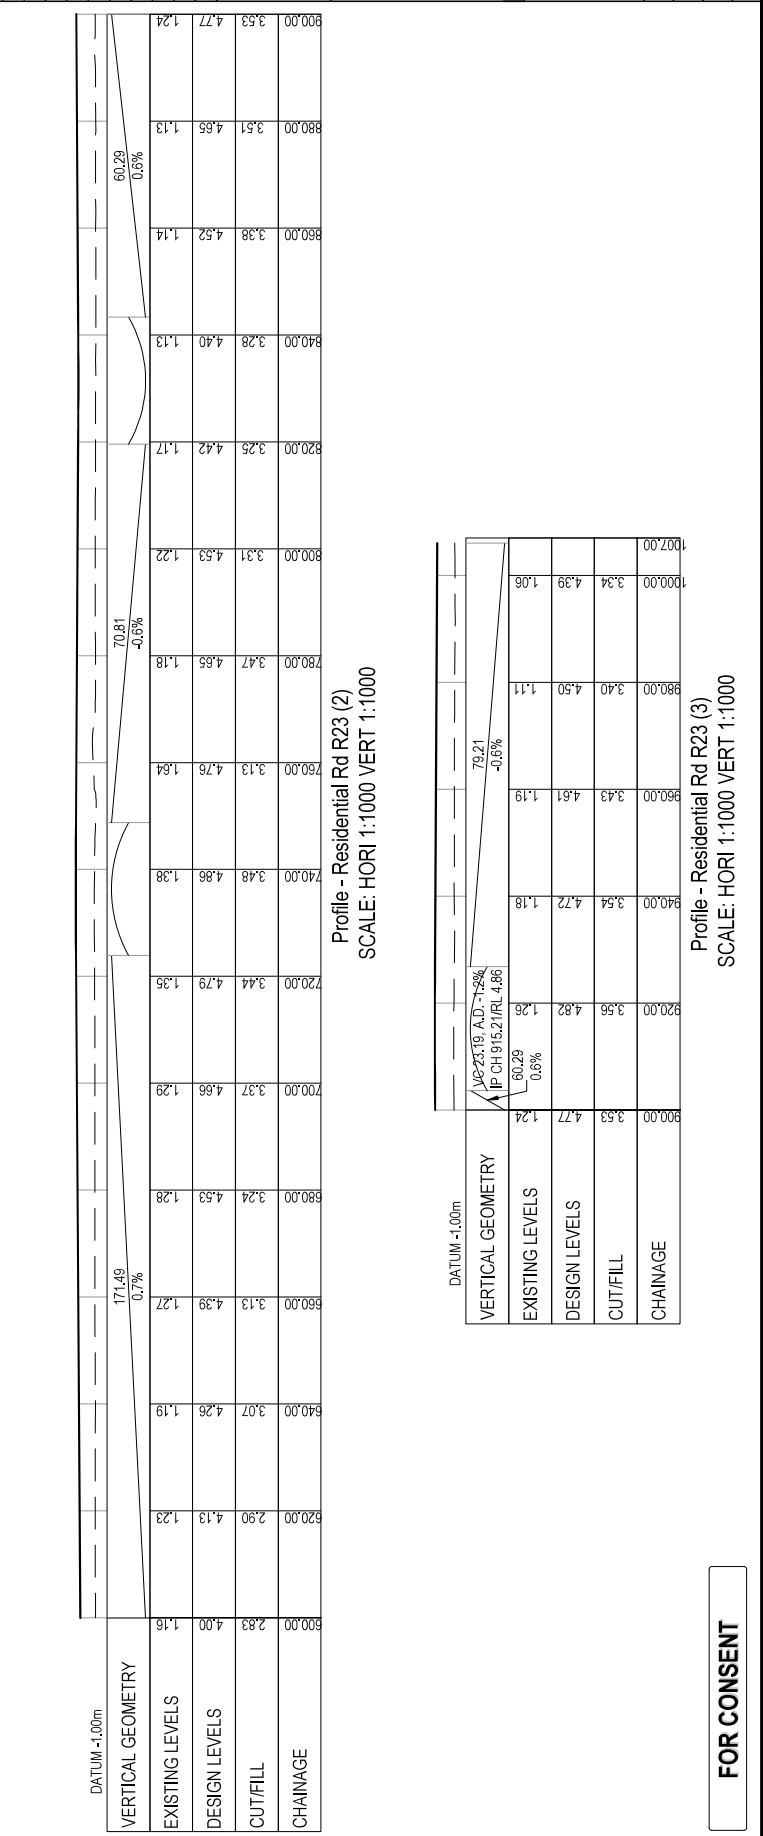 DATUM -1.00m
VERTICAL GEOMETRY
171.49
0.7%
70.81
-0.6%
60.29
0.6%
EXISTING LEVELS 1.16 1.23 1.19 1.27 1.28 1.29 1.35 1.38 1.64 1.18 1.22 1.17 1.13 1.14 1.13 1.24
DESIGN LEVELS 4.00 4.13 4.26 4.39 4.53 4.66 4.79 4.86 4.76 4.65 4.53 4.42 4.40 4.52 4.65 4.77
CUT/FILL 2.83 2.90 3.07 3.13 3.24 3.37 3.44 3.48 3.13 3.47 3.31 3.25 3.28 3.38 3.51 3.53
CHAINAGE 600.00 620.00 640.00 660.00 680.00 700.00 720.00 740.00 760.00 780.00 800.00 820.00 840.00 860.00 880.00 900.00
Profile - Residential Rd R23 (2)
SCALE: HORI 1:1000 VERT 1:1000
DATUM -1.00m
VERTICAL GEOMETRY
VC 23.19, A.D. -1.2%
IP CH 915.21/RL 4.86
60.29
0.6%
79.21
-0.6%
EXISTING LEVELS 1.24 1.26 1.18 1.19 1.11 1.06
DESIGN LEVELS 4.77 4.82 4.72 4.61 4.50 4.39
CUT/FILL 3.53 3.56 3.54 3.43 3.40 3.34
CHAINAGE 900.00 920.00 940.00 960.00 980.00 1000.00 1007.00
Profile - Residential Rd R23 (3)
SCALE: HORI 1:1000 VERT 1:1000
FOR CONSENT